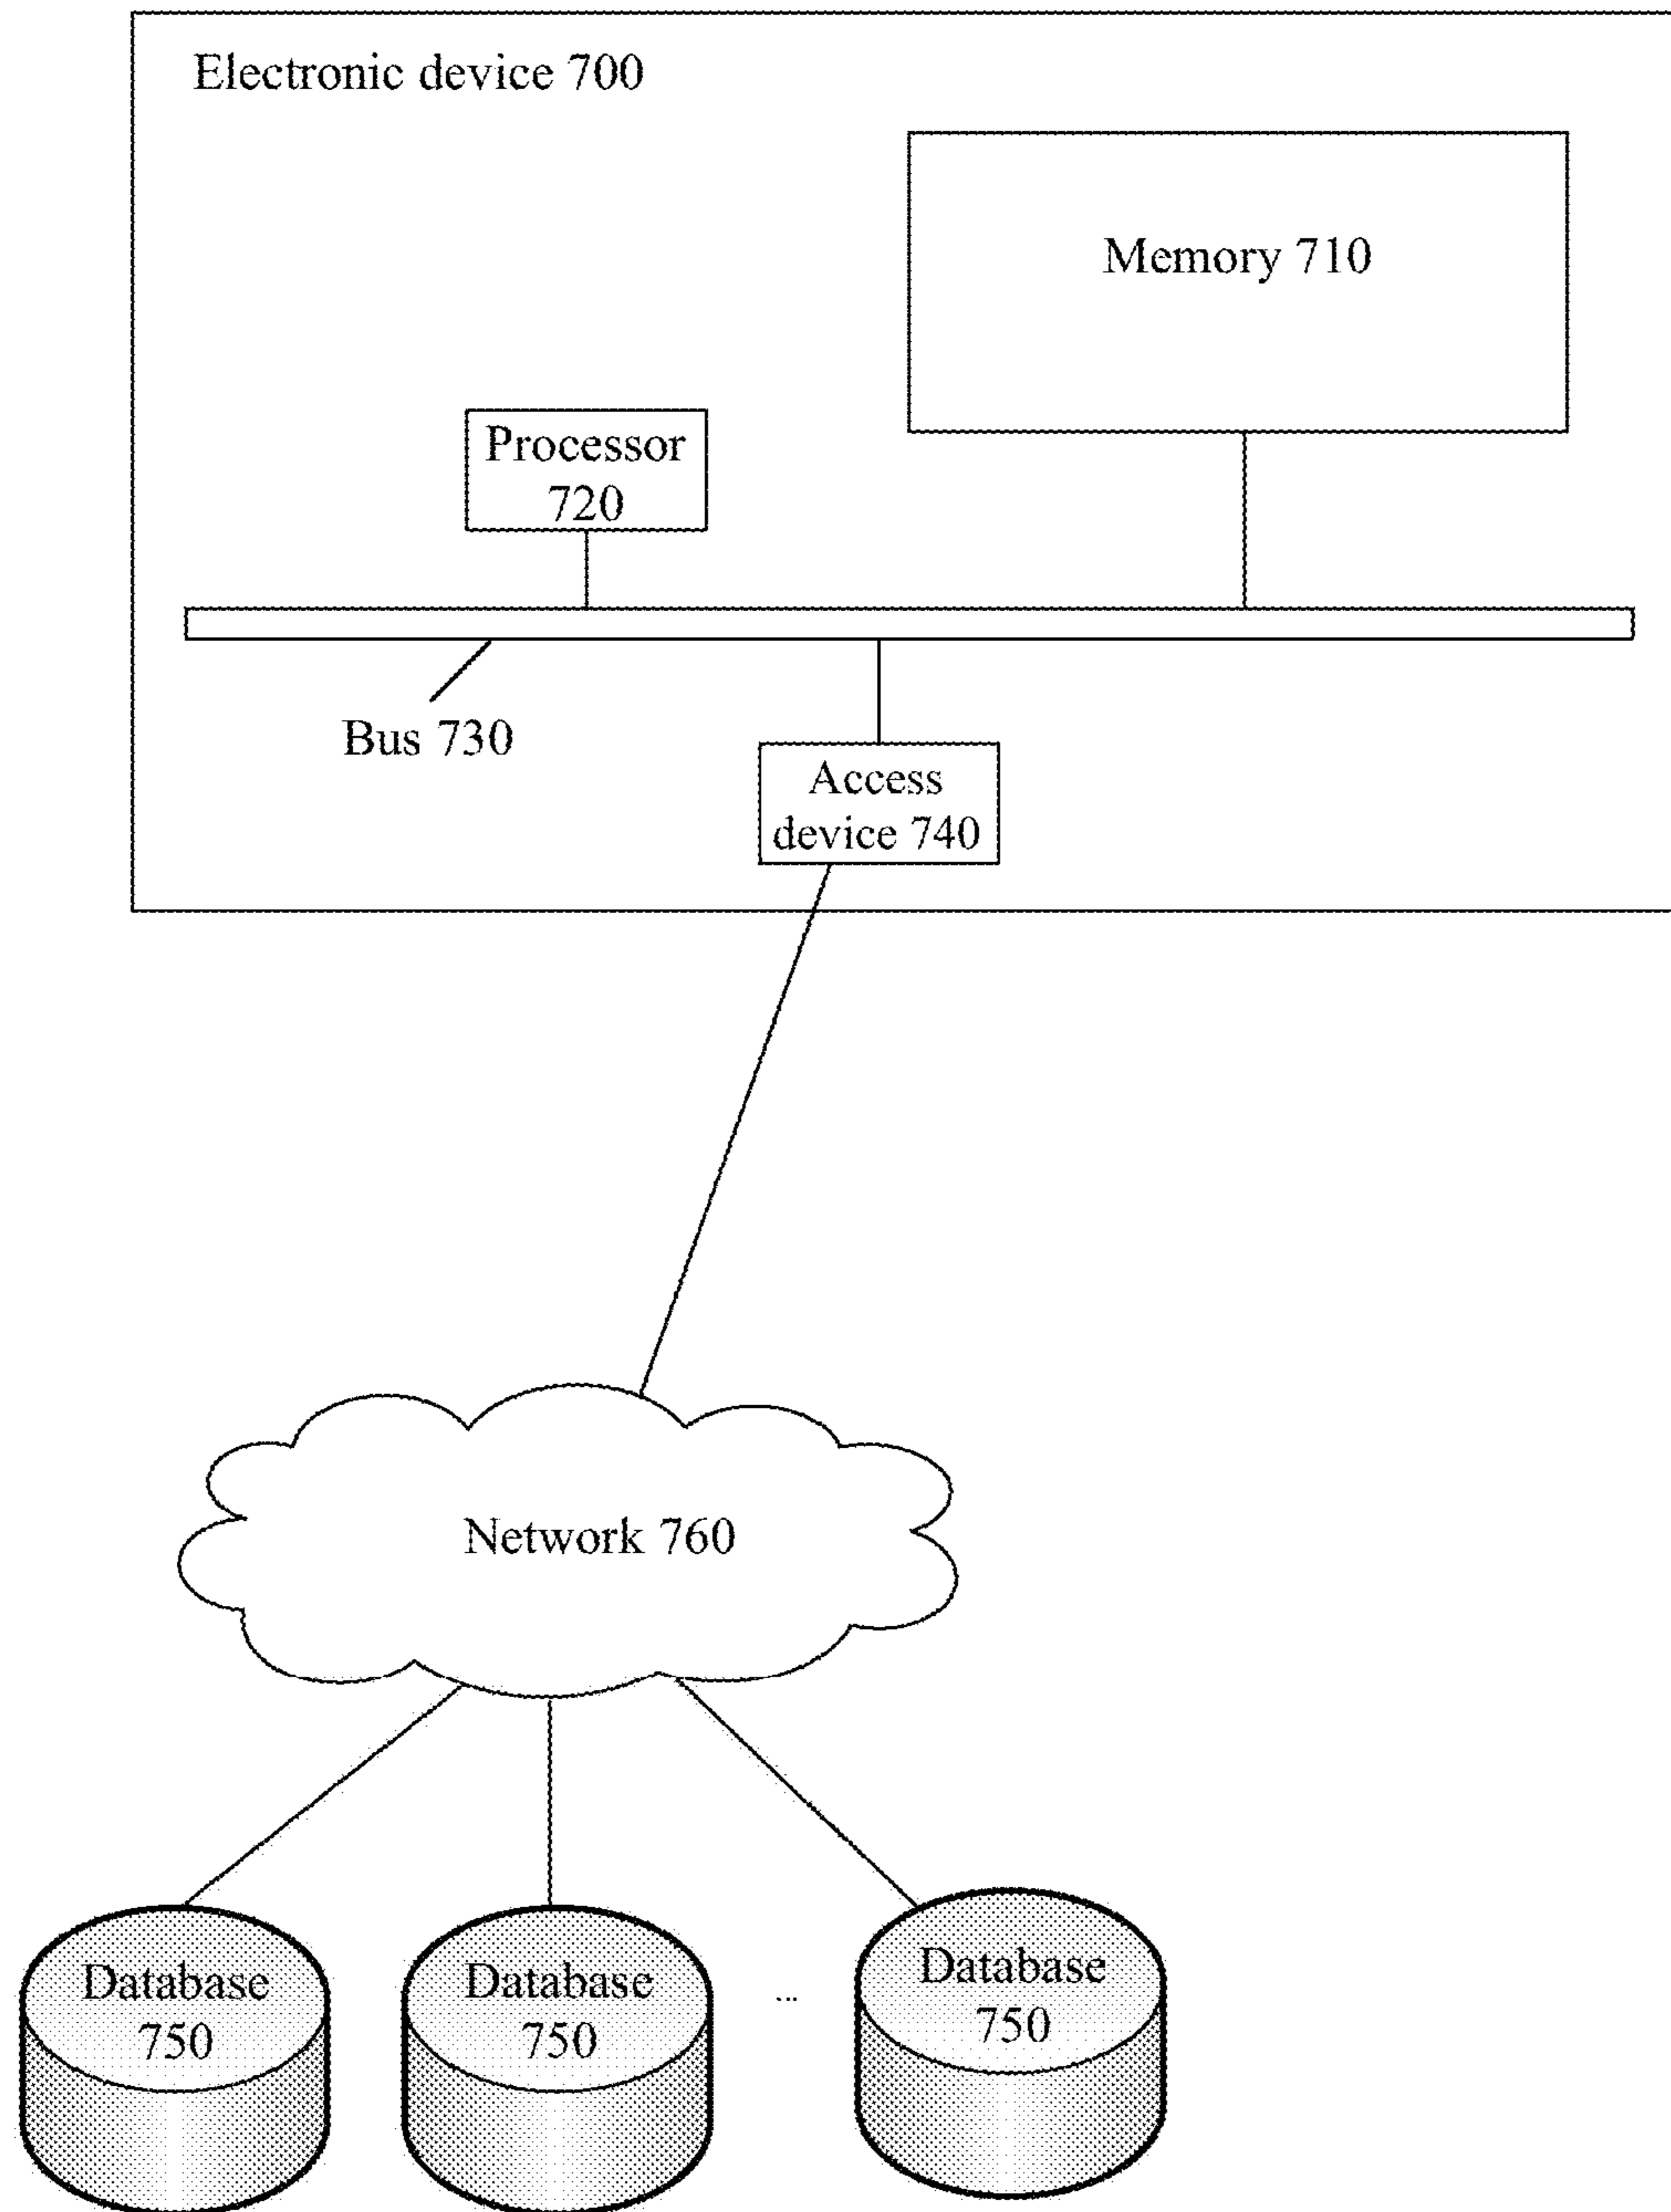 Electronic device 700
Memory 710
Processor
720
Bus 730
Access
device 740
Network 760
Database
750
Database
750
...
Database
750